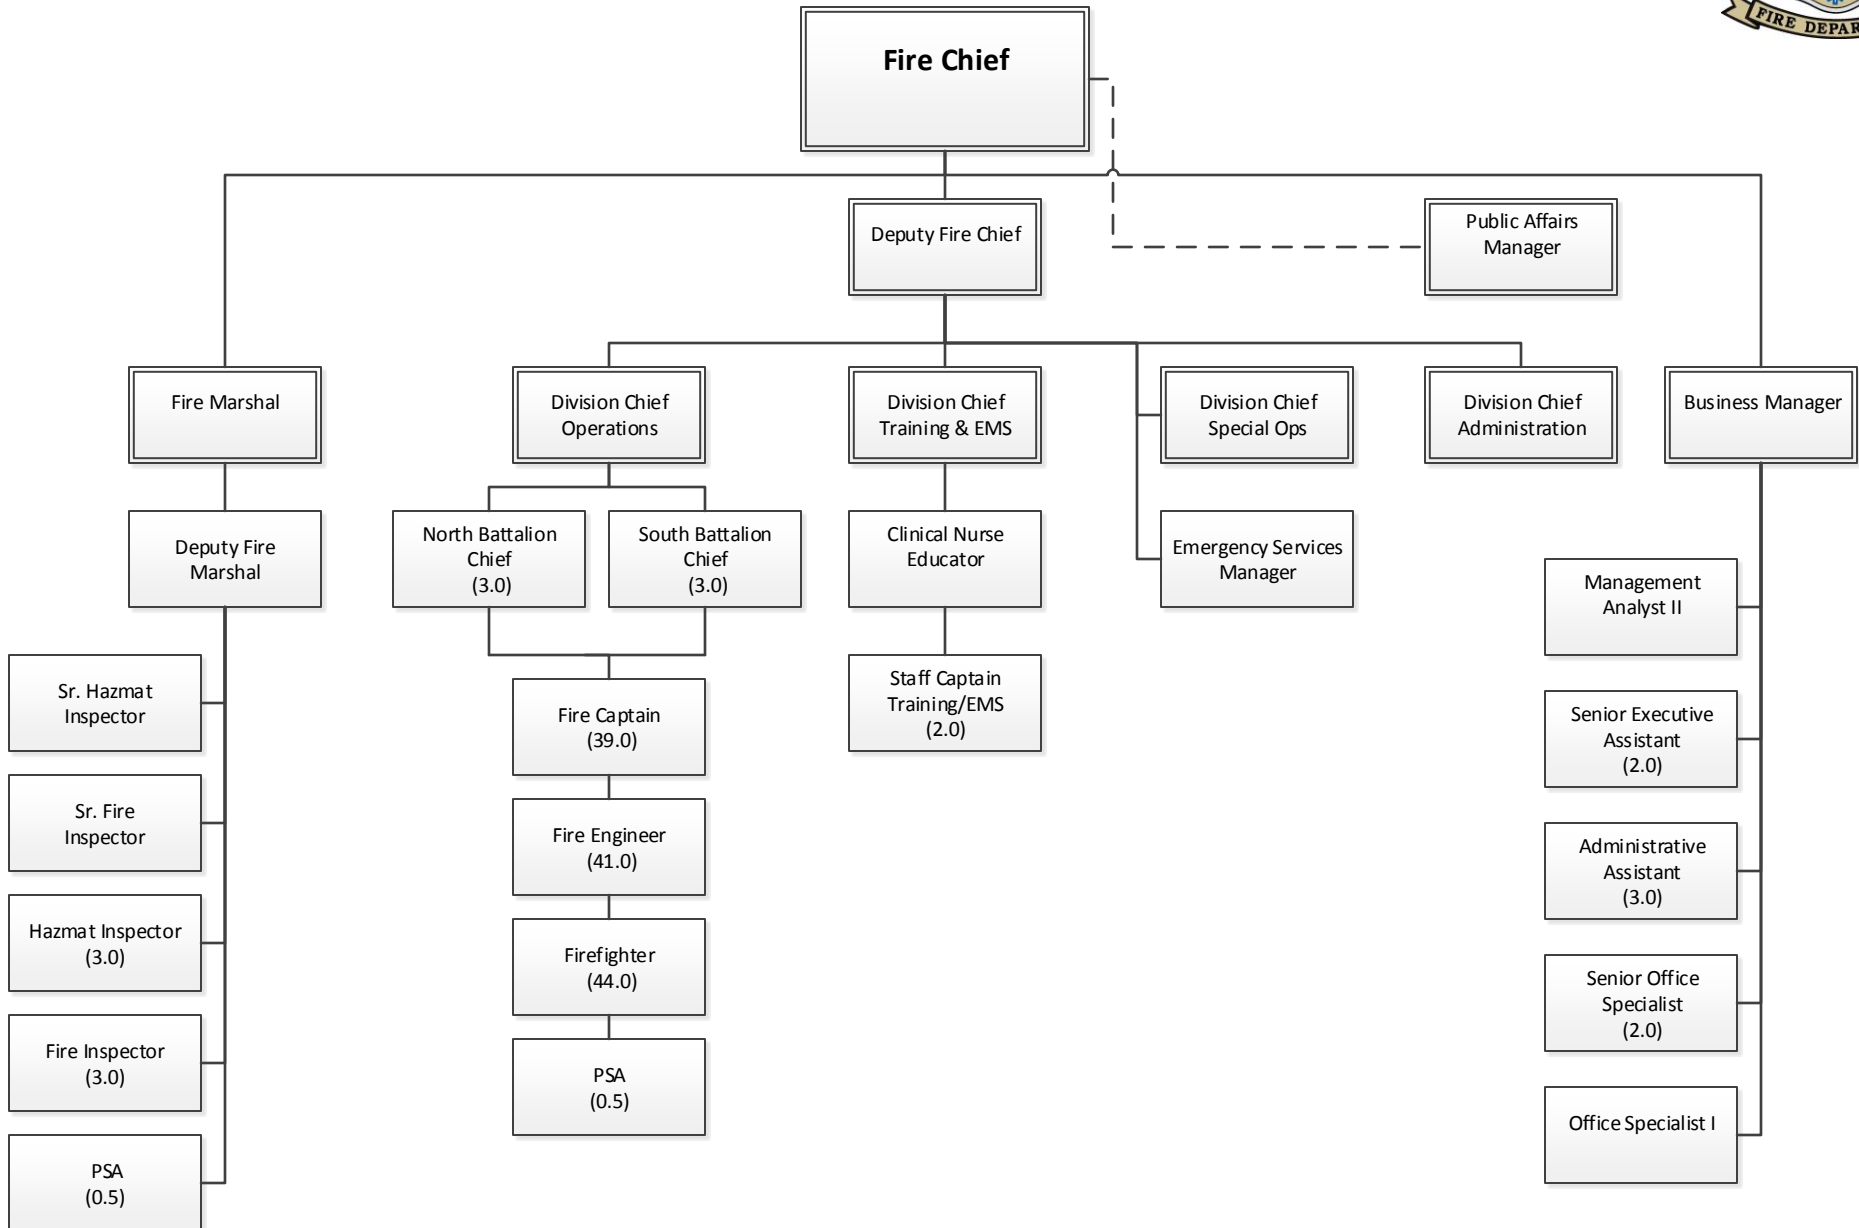 FIRE
Fire Chief
Deputy Fire Chief
Public Affairs
Manager
Fire Marshal
Division Chief
Operations
Division Chief
Training & EMS
Division Chief
Special Ops
Division Chief
Administration
Business Manager
Deputy Fire
Marshal
North Battalion
Chief
(3.0)
South Battalion
Chief
(3.0)
Clinical Nurse
Educator
Emergency Services
Manager
Management
Analyst II
Sr. Hazmat
Inspector
Fire Captain
(39.0)
Staff Captain
Training/EMS
(2.0)
Senior Executive
Assistant
(2.0)
Sr. Fire
Inspector
Fire Engineer
(41.0)
Administrative
Assistant
(3.0)
Hazmat Inspector
(3.0)
Firefighter
(44.0)
Senior Office
Specialist
(2.0)
Fire Inspector
(3.0)
PSA
(0.5)
Office Specialist I
PSA
(0.5)